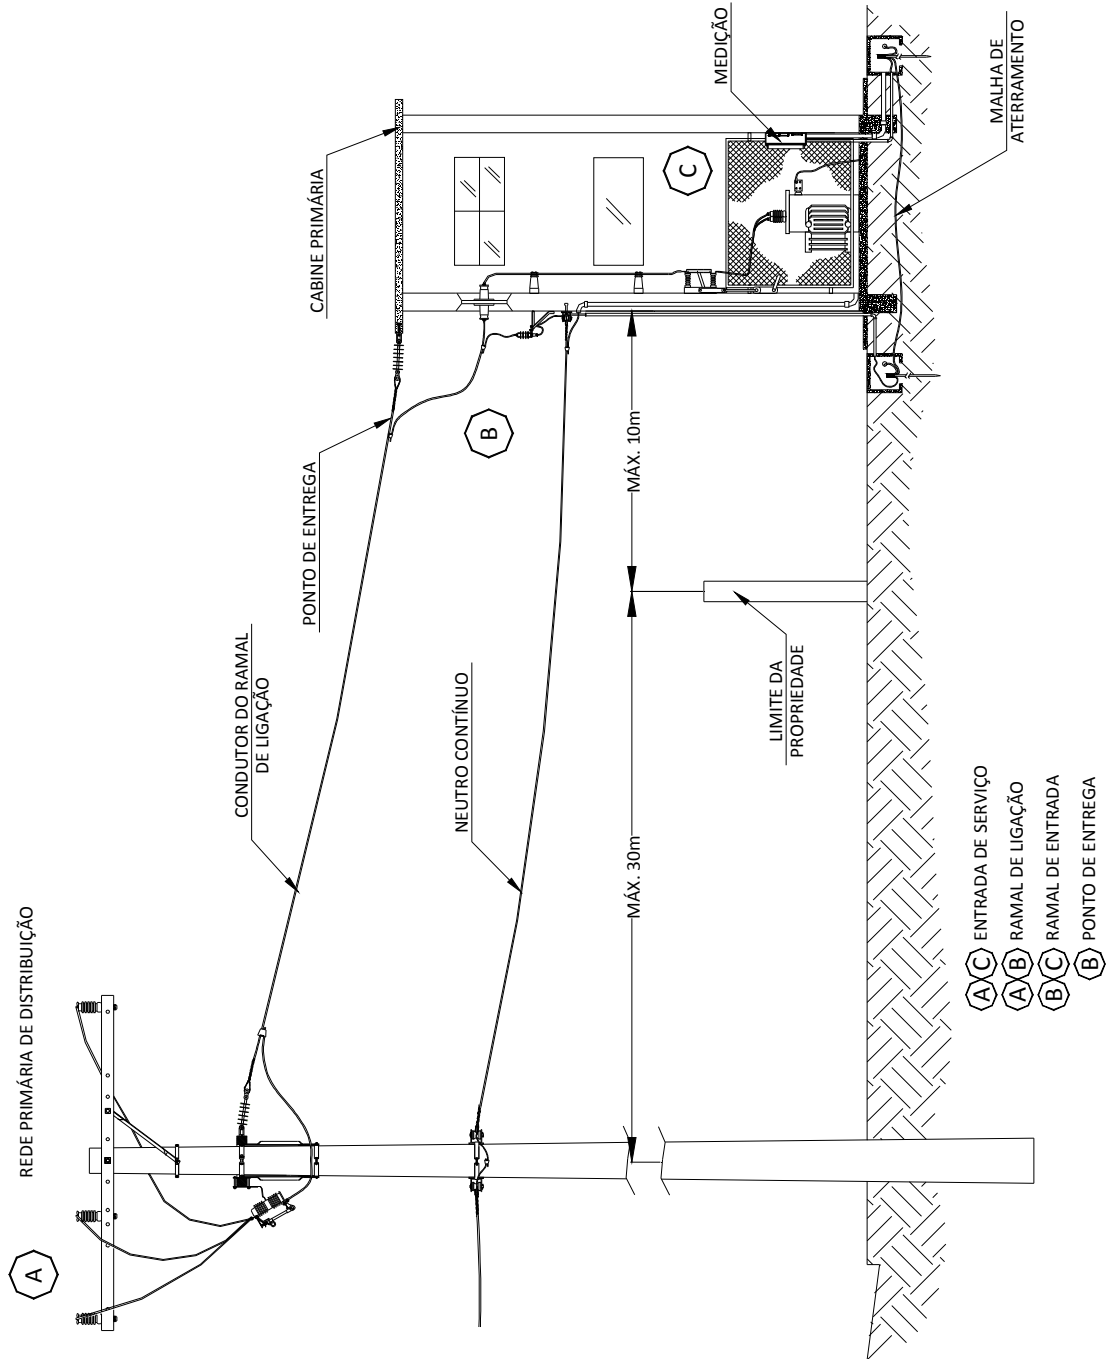 A
REDE PRIMÁRIA DE DISTRIBUIÇÃO
CONDUTOR DO RAMAL
DE LIGAÇÃO
PONTO DE ENTREGA
CABINE PRIMÁRIA
NEUTRO CONTÍNUO
B
C
MEDIÇÃO
MÁX. 30m
MÁX. 10m
LIMITE DA
PROPRIEDADE
MALHA DE
ATERRAMENTO
A C ENTRADA DE SERVIÇO
A B RAMAL DE LIGAÇÃO
B C RAMAL DE ENTRADA
B PONTO DE ENTREGA